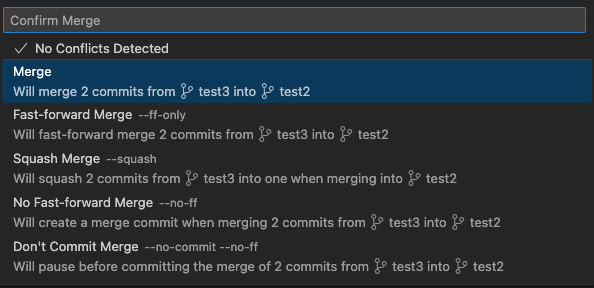 Confirm Merge
No Conflicts Detected
Merge
Will merge 2 commits from test3 into test2
Fast-forward Merge --ff-only
Will fast-forward merge 2 commits from test3 into test2
Squash Merge --squash
Will squash 2 commits from test3 into one when merging into test2
No Fast-forward Merge --no-ff
Will create a merge commit when merging 2 commits from test3 into test2
Don't Commit Merge --no-commit --no-ff
Will pause before committing the merge of 2 commits from test3 into test2